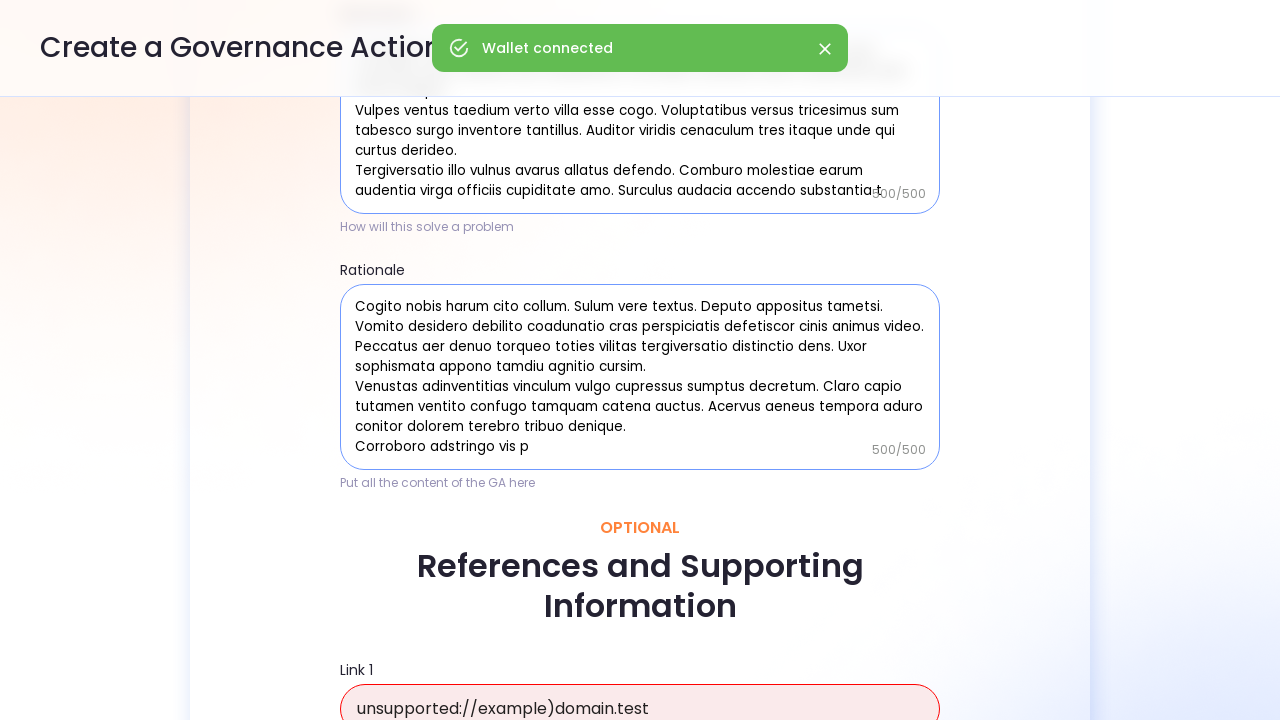 Create a Governance Action
Wallet connected
Vulpes ventus taedium verto villa esse cogo. Voluptatibus versus tricesimus sum
tabesco surgo inventore tantillus. Auditor viridis cenaculum tres itaque unde qui
curtus derideo.
Tergiversatio illo vulnus avarus allatus defendo. Comburo molestiae earum
audentia virga officiis cupiditate amo. Surculus audacia accendo substantia t
500/500
How will this solve a problem
Rationale
Cogito nobis harum cito collum. Sulum vere textus. Deputo appositus tametsi.
Vomito desidero debilito coadunatio cras perspiciatis defetiscor cinis animus video.
Peccatus aer denuo torqueo toties vilitas tergiversatio distinctio dens. Uxor
sophismata appono tamdiu agnitio cursim.
Venustas adinventitias vinculum vulgo cupressus sumptus decretum. Claro capio
tutamen ventito confugo tamquam catena auctus. Acervus aeneus tempora aduro
conitor dolorem terebro tribuo denique.
Corroboro adstringo vis p
500/500
Put all the content of the GA here
OPTIONAL
References and Supporting
Information
Link 1
unsupported://example)domain.test